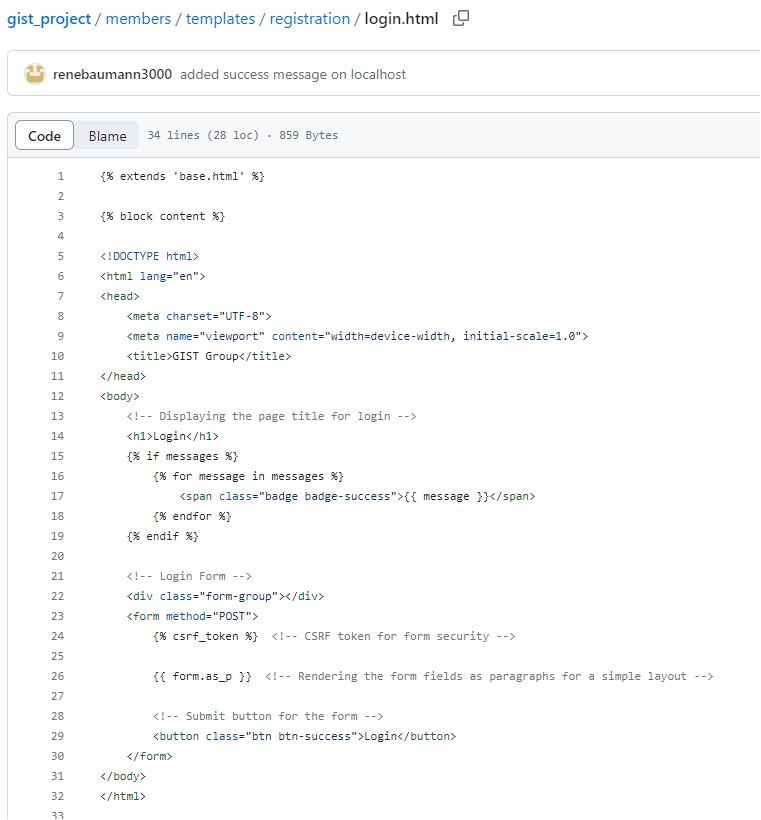 gist_project / members / templates / registration / login.html
renebaumann3000 added success message on localhost
Code Blame 34 lines (28 loc) · 859 Bytes
1 {% extends 'base.html' %}
2
3 {% block content %}
4
5 <!DOCTYPE html>
6 <html lang="en">
7 <head>
8 <meta charset="UTF-8">
9 <meta name="viewport" content="width=device-width, initial-scale=1.0">
10 <title>GIST Group</title>
11 </head>
12 <body>
13 <!-- Displaying the page title for login -->
14 <h1>Login</h1>
15 {% if messages %}
16 {% for message in messages %}
17 <span class="badge badge-success">{{ message }}</span>
18 {% endfor %}
19 {% endif %}
20
21 <!-- Login Form -->
22 <div class="form-group"></div>
23 <form method="POST">
24 {% csrf_token %} <!-- CSRF token for form security -->
25
26 {{ form.as_p }} <!-- Rendering the form fields as paragraphs for a simple layout -->
27
28 <!-- Submit button for the form -->
29 <button class="btn btn-success">Login</button>
30 </form>
31 </body>
32 </html>
33